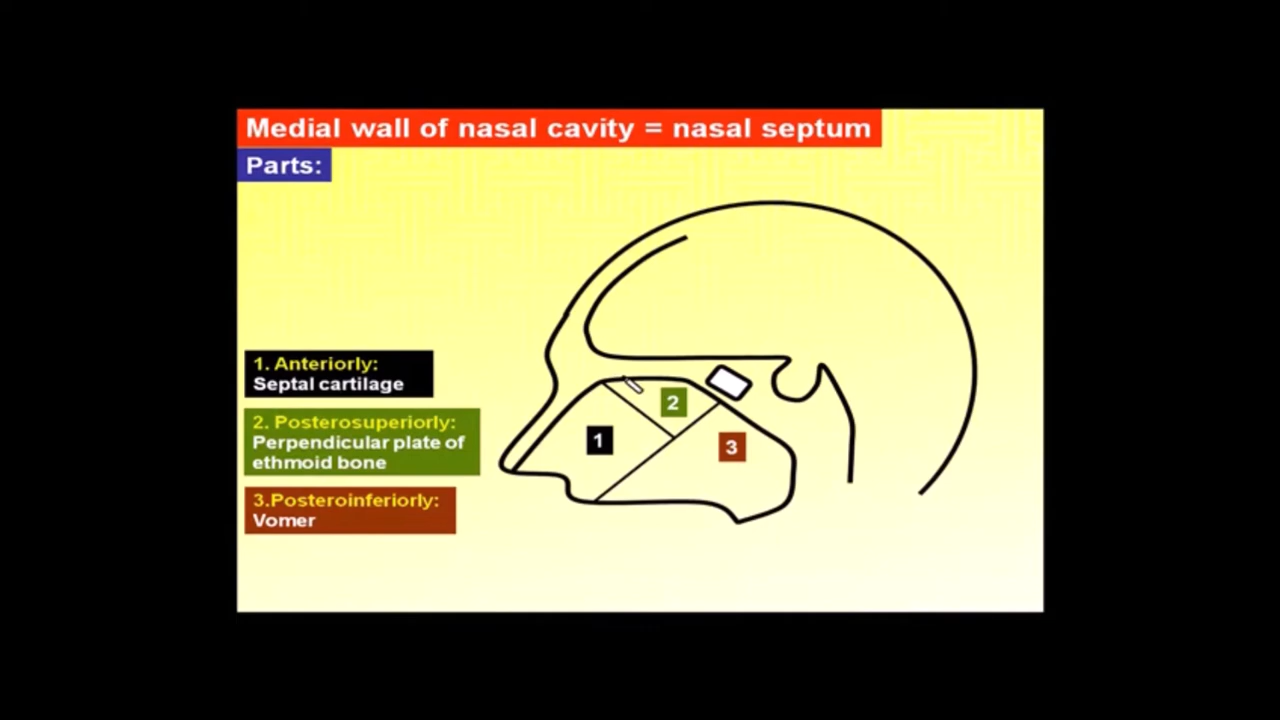 Medial wall of nasal cavity = nasal septum
Parts:
1. Anteriorly:
Septal cartilage
2. Posterosuperiorly:
Perpendicular plate of
ethmoid bone
3.Posteroinferiorly:
Vomer
1
2
3